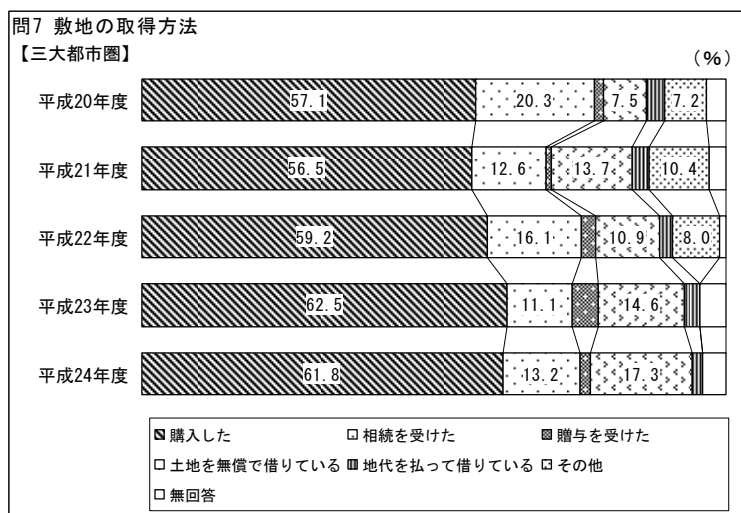 問7 敷地の取得方法
【三大都市圏】
(%)
平成20年度 57.1 20.3 7.5 7.2
平成21年度 56.5 12.6 13.7 10.4
平成22年度 59.2 16.1 10.9 8.0
平成23年度 62.5 11.1 14.6
平成24年度 61.8 13.2 17.3
購入した 相続を受けた 贈与を受けた
土地を無償で借りている 地代を払って借りている その他
無回答